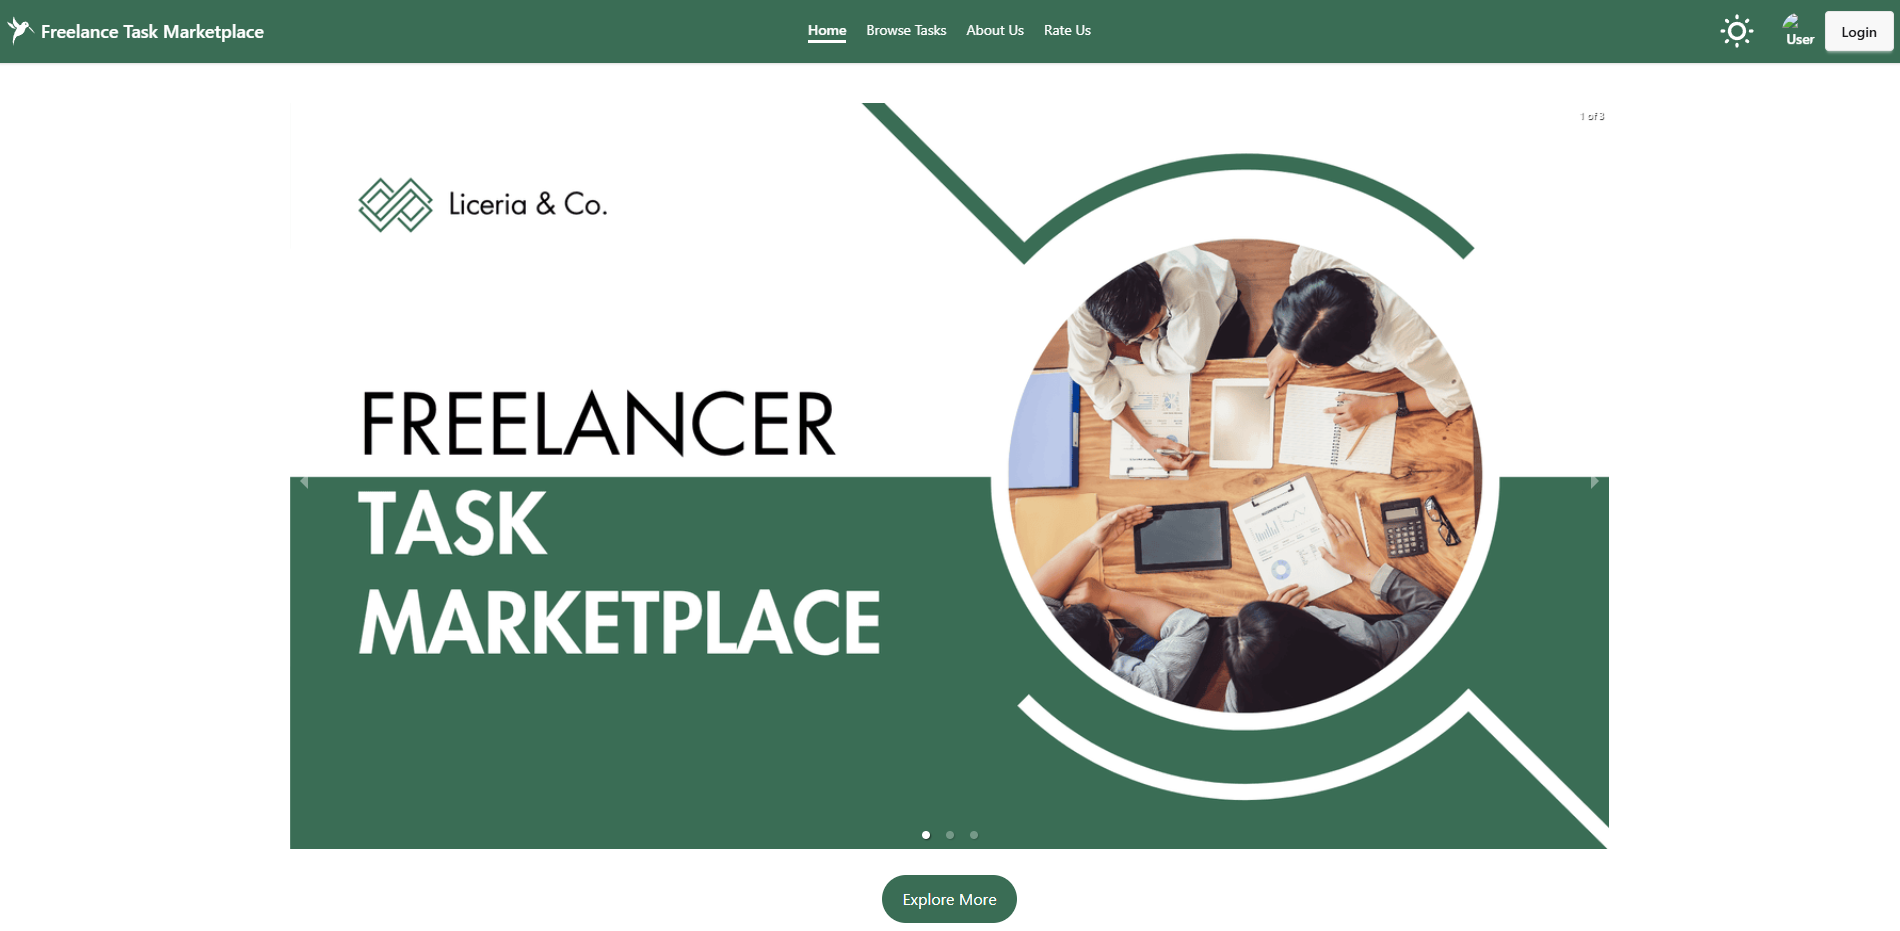 Freelance Task Marketplace
Home
Browse Tasks
About Us
Rate Us
User
Login
1 of 3
Liceria & Co.
FREELANCER
TASK
MARKETPLACE
Explore More